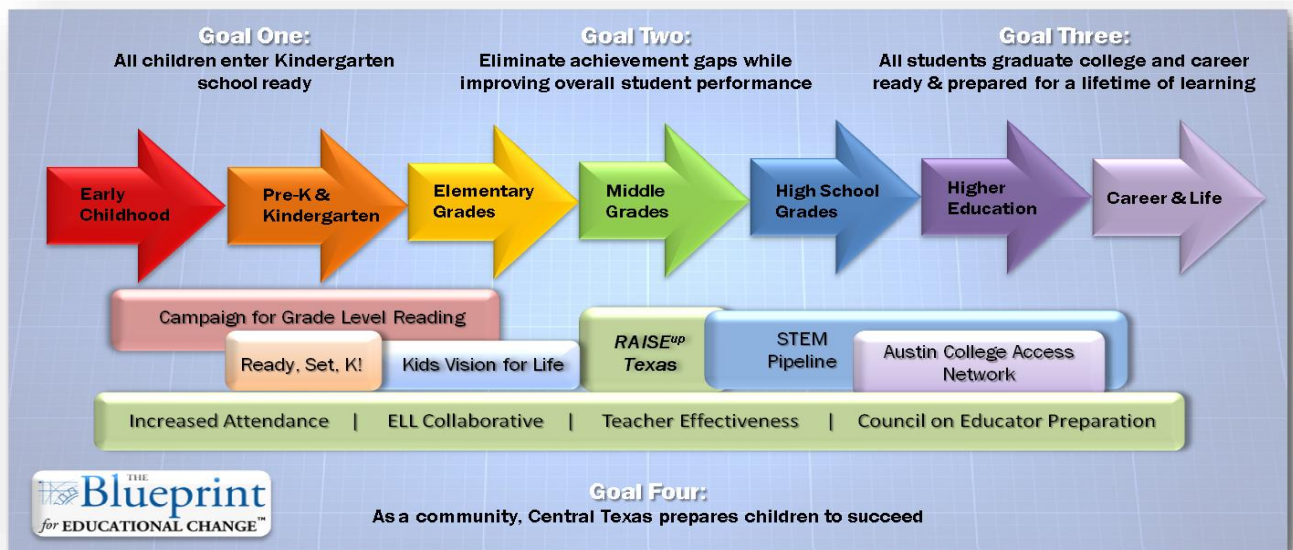 Goal One:
All children enter Kindergarten
school ready
Goal Two:
Eliminate achievement gaps while
improving overall student performance
Goal Three:
All students graduate college and career
ready & prepared for a lifetime of learning
Early
Childhood
Pre-K &
Kindergarten
Elementary
Grades
Middle
Grades
High School
Grades
Higher
Education
Career & Life
Campaign for Grade Level Reading
Ready, Set, K!
Kids Vision for Life
RAISEup
Texas
STEM
Pipeline
Austin College Access
Network
Increased Attendance | ELL Collaborative | Teacher Effectiveness | Council on Educator Preparation
THE
Blueprint
for EDUCATIONAL CHANGE™
Goal Four:
As a community, Central Texas prepares children to succeed